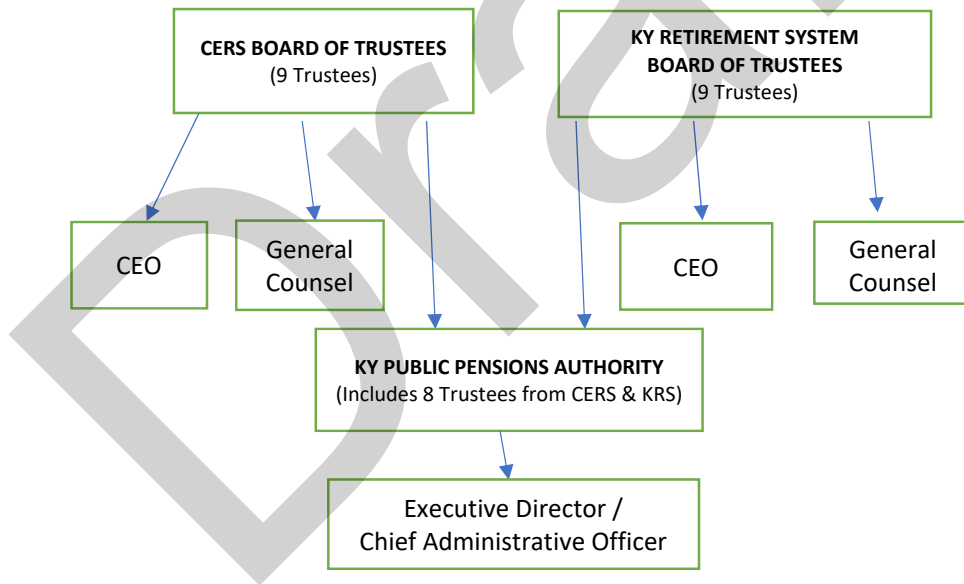 CERS BOARD OF TRUSTEES
(9 Trustees)
KY RETIREMENT SYSTEM
BOARD OF TRUSTEES
(9 Trustees)
CEO
General
Counsel
CEO
General
Counsel
KY PUBLIC PENSIONS AUTHORITY
(Includes 8 Trustees from CERS & KRS)
Executive Director /
Chief Administrative Officer